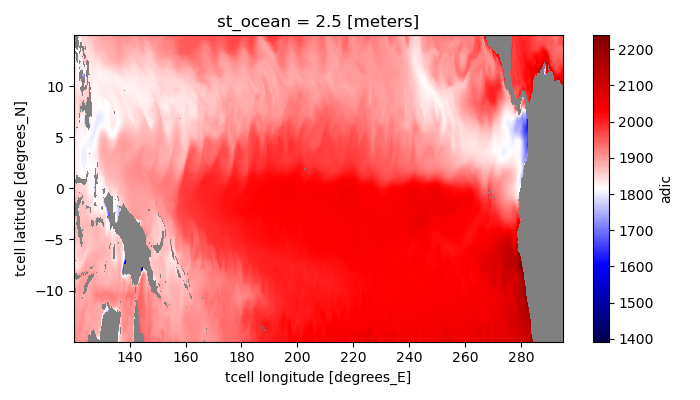 st_ocean = 2.5 [meters]
tcell latitude [degrees_N]
10
5
0
−5
−10
140 160 180 200 220 240 260 280
tcell longitude [degrees_E]
2200
2100
2000
1900
1800
1700
1600
1500
1400
adic